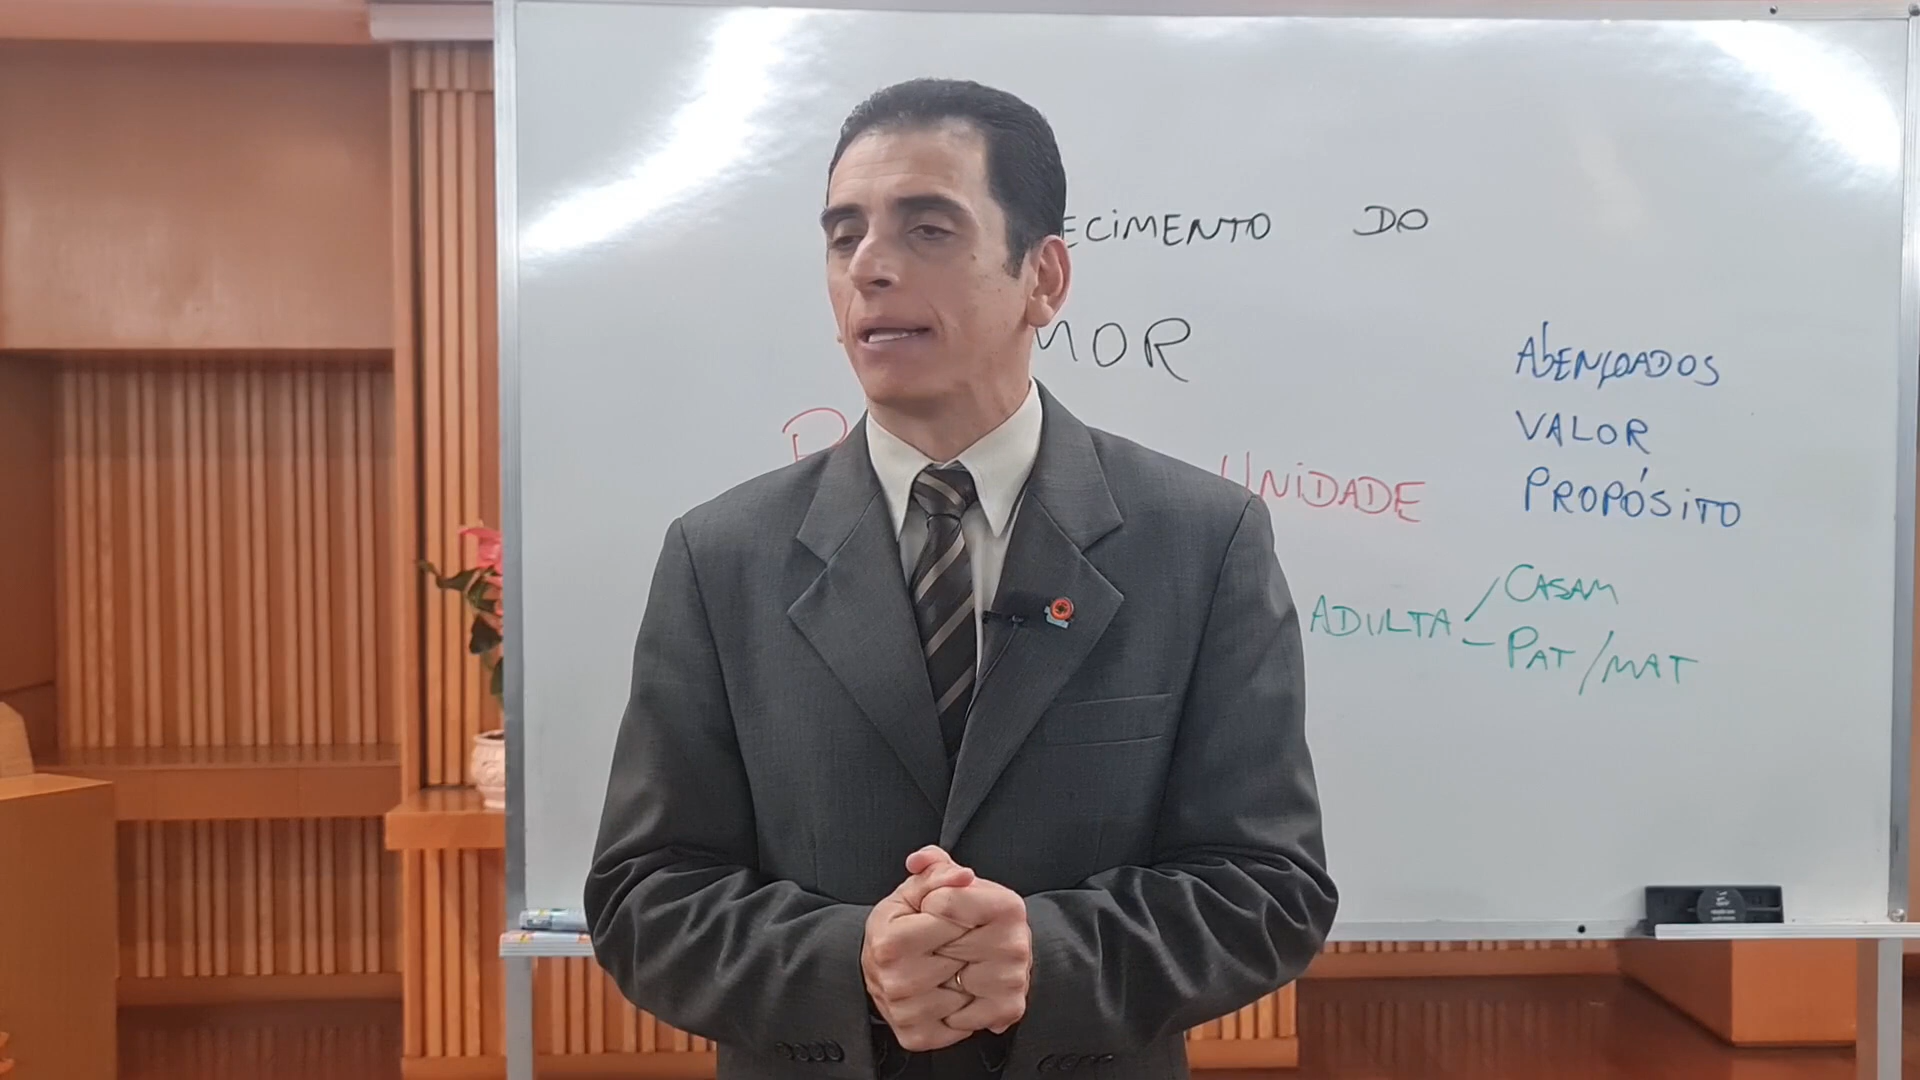 ECIMENTO DO
MOR
UNIDADE
AbENÇOADOS
VALOR
PROPÓSITO
ADULTA
CASAM
PAT/MAT